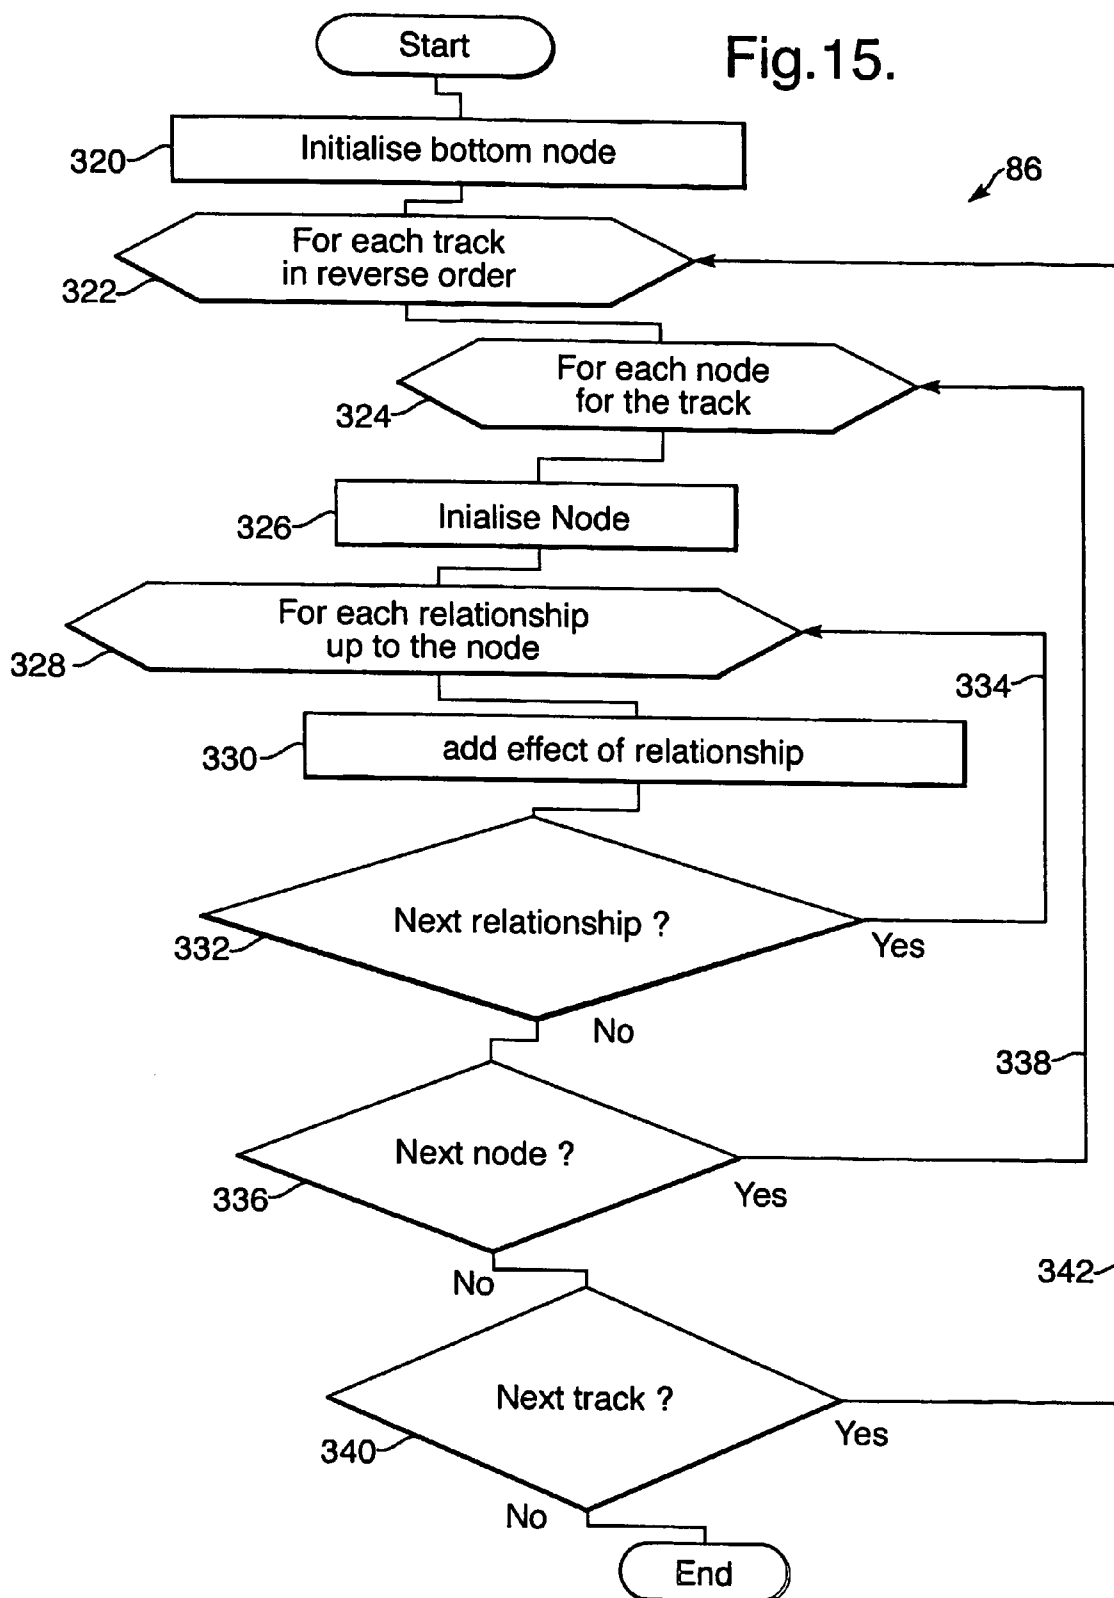 Start
Fig.15.
320
Initialise bottom node
86
For each track
in reverse order
322
For each node
for the track
324
326
Inialise Node
For each relationship
up to the node
328
334
330
add effect of relationship
Next relationship ?
332
Yes
No
338
Next node ?
336
Yes
No
342
Next track ?
340
Yes
No
End